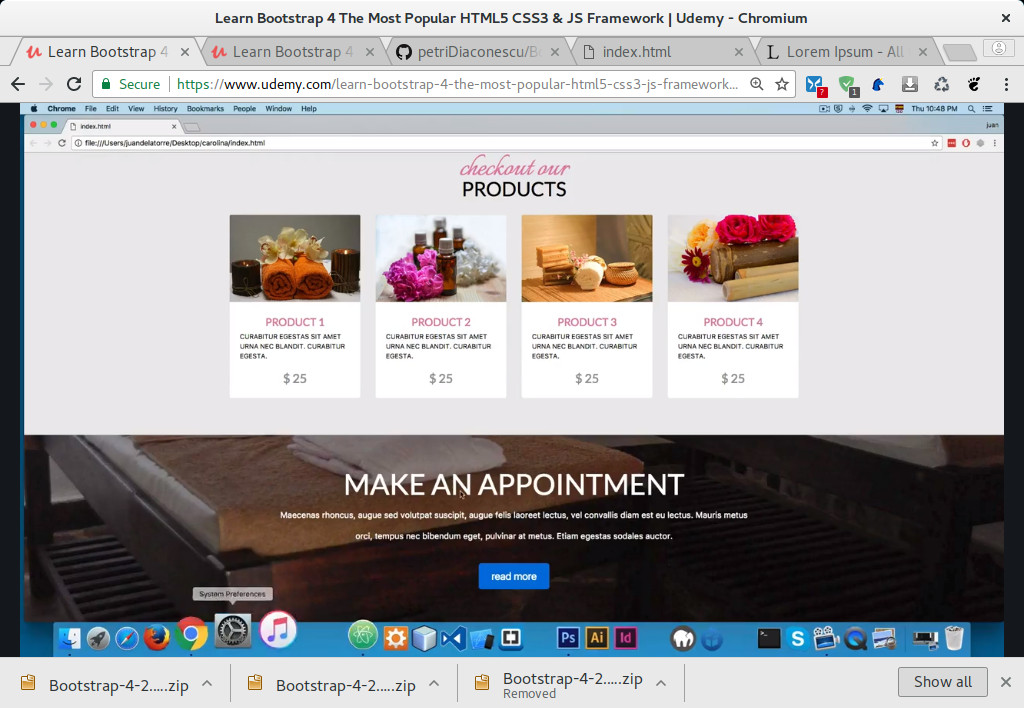 Learn Bootstrap 4 The Most Popular HTML5 CSS3 & JS Framework | Udemy - Chromium
Learn Bootstrap 4
Learn Bootstrap 4
petriDiaconescu/Bo
index.html
Lorem Ipsum - All
Secure
https://www.udemy.com/learn-bootstrap-4-the-most-popular-html5-css3-js-framework...
?
1
Chrome File Edit View History Bookmarks People Window Help
Thu 10:48 PM
index.html
juan
file:///Users/juandelatorre/Desktop/carolina/index.html
checkout our
PRODUCTS
PRODUCT 1
CURABITUR EGESTAS SIT AMET
URNA NEC BLANDIT. CURABITUR
EGESTA.
$ 25
PRODUCT 2
CURABITUR EGESTAS SIT AMET
URNA NEC BLANDIT. CURABITUR
EGESTA.
$ 25
PRODUCT 3
CURABITUR EGESTAS SIT AMET
URNA NEC BLANDIT. CURABITUR
EGESTA.
$ 25
PRODUCT 4
CURABITUR EGESTAS SIT AMET
URNA NEC BLANDIT. CURABITUR
EGESTA.
$ 25
MAKE AN APPOINTMENT
Maecenas rhoncus, augue sed volutpat suscipit, augue felis laoreet lectus, vel convallis diam est eu lectus. Mauris metus
orci, tempus nec bibendum eget, pulvinar at metus. Etiam egestas sodales auctor.
read more
System Preferences
Ps
Ai
Id
S
Bootstrap-4-2.....zip
Bootstrap-4-2.....zip
Bootstrap-4-2.....zip
Removed
Show all